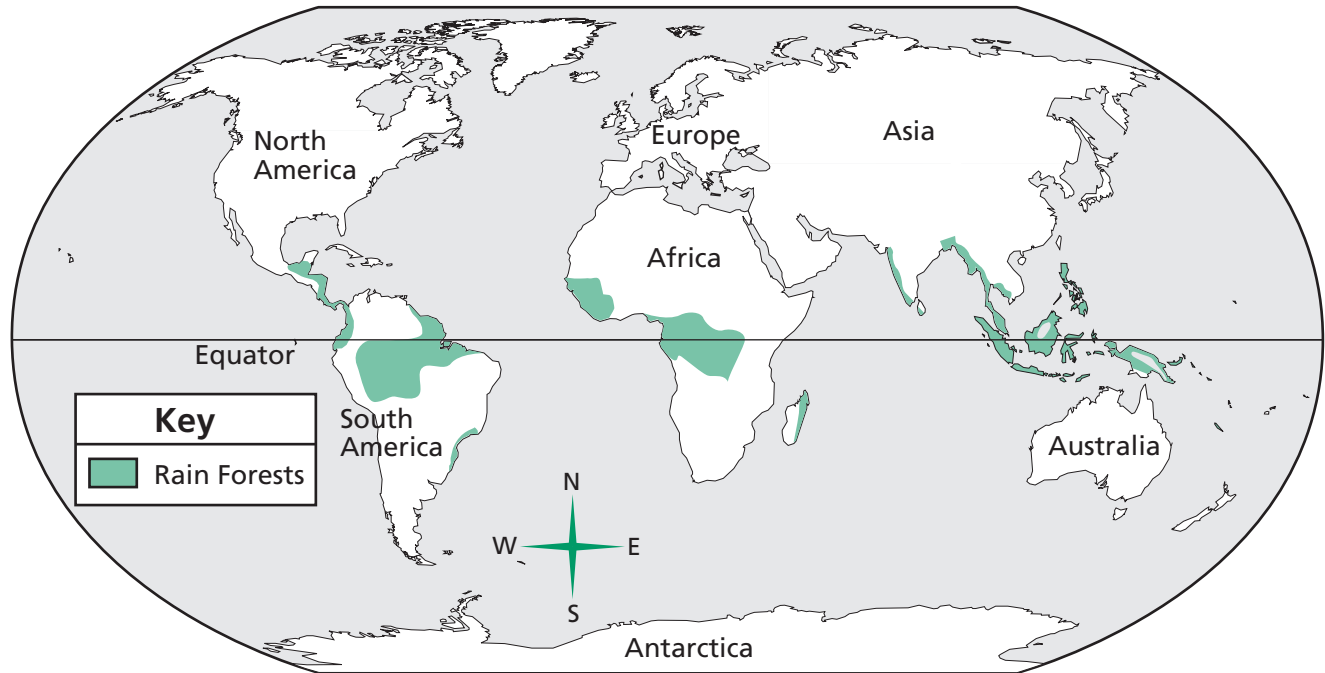 North
America
Europe
Asia
Africa
Equator
Key
Rain Forests
South
America
Australia
N
W
E
S
Antarctica